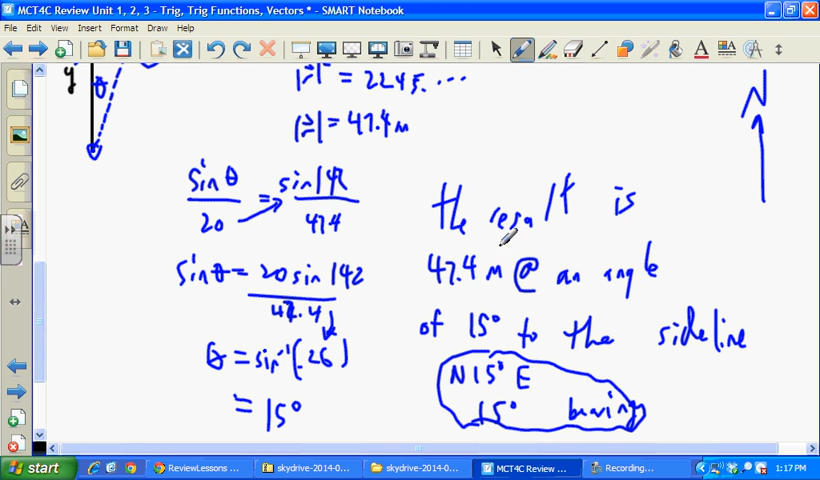 MCT4C Review Unit 1, 2, 3 - Trig, Trig Functions, Vectors * - SMART Notebook
File Edit View Insert Format Draw Help
y
θ
= 2245. ...
= 47.4 m
N
sin θ = sin 142
20 47.4
sin θ = 20 sin 142
47.4
θ = sin⁻¹(.26)
= 15°
the result is
47.4 m @ an angle
of 15° to the sideline
N15°E
15° bearing
start
ReviewLessons ...
skydrive-2014-0...
skydrive-2014-0...
MCT4C Review ...
Recording...
1:17 PM